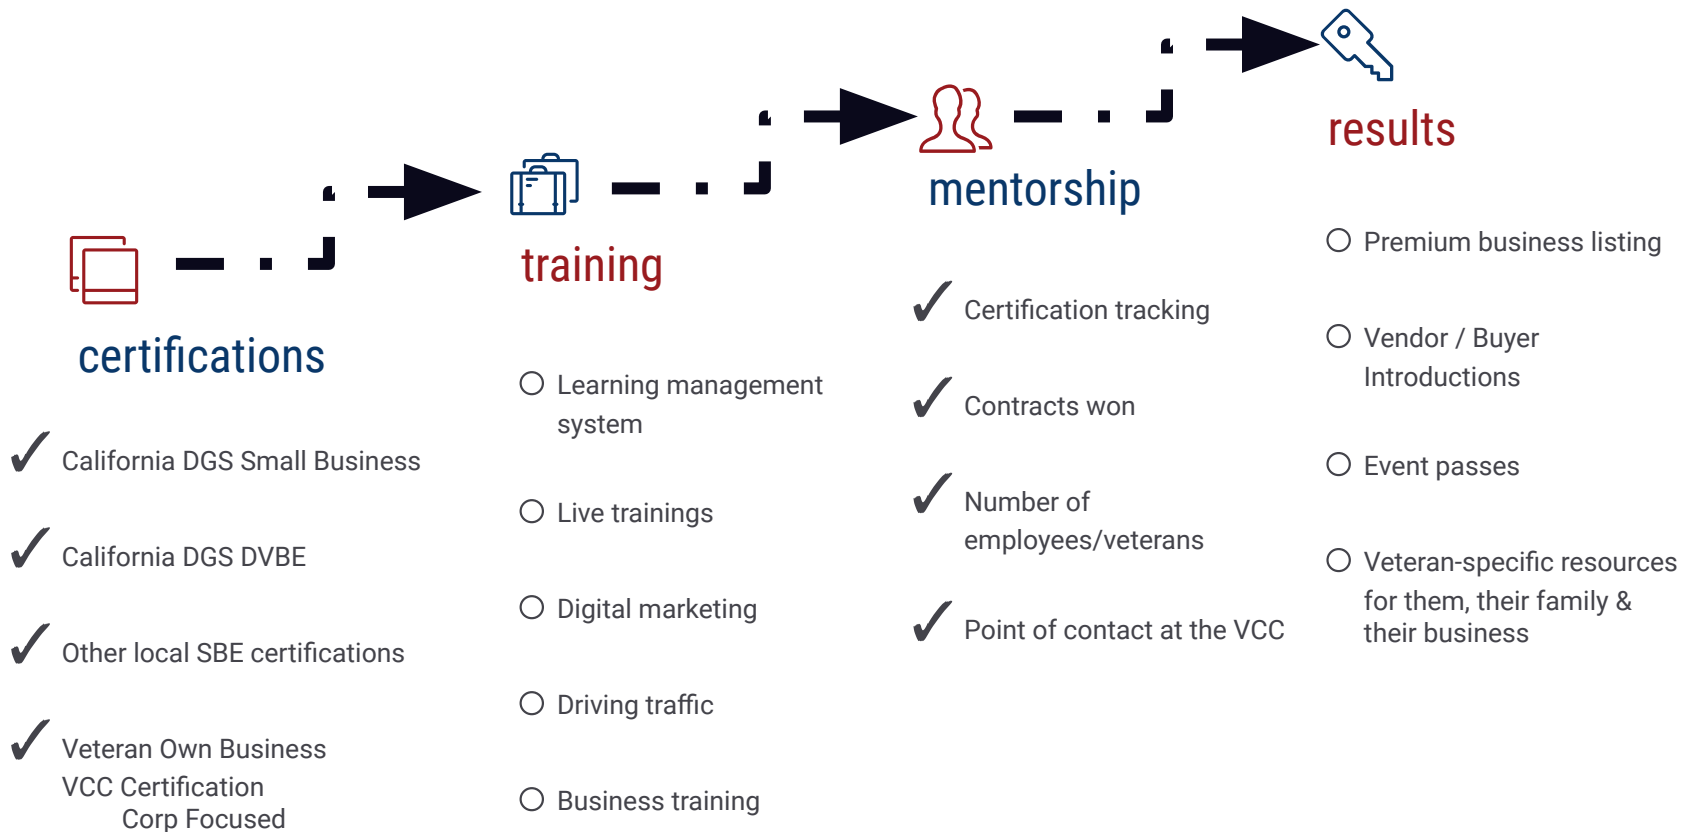 certifications
California DGS Small Business
California DGS DVBE
Other local SBE certifications
Veteran Own Business
VCC Certification
Corp Focused
training
Learning management
system
Live trainings
Digital marketing
Driving traffic
Business training
mentorship
Certification tracking
Contracts won
Number of
employees/veterans
Point of contact at the VCC
results
Premium business listing
Vendor / Buyer
Introductions
Event passes
Veteran-specific resources
for them, their family &
their business